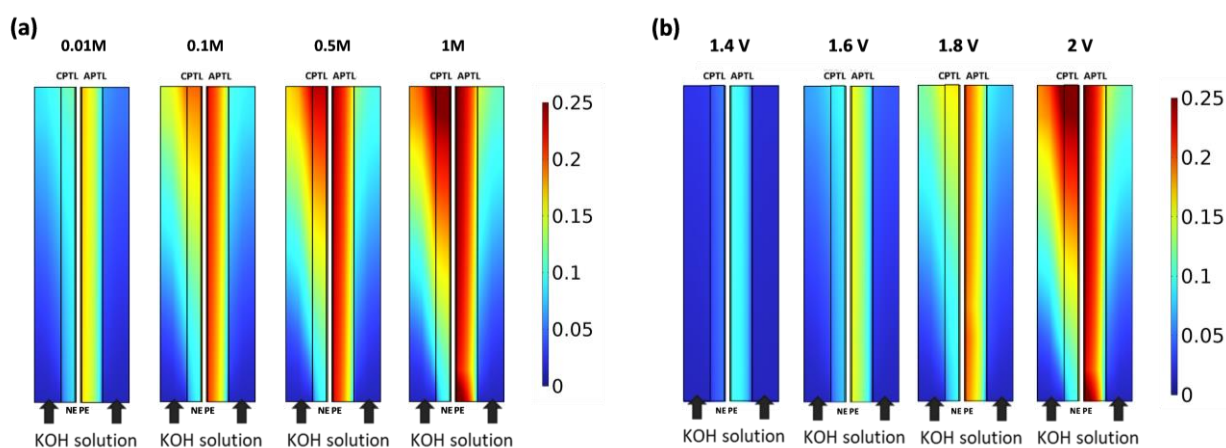 (a)
0.01M 0.1M 0.5M 1M
CPTL APTL CPTL APTL CPTL APTL CPTL APTL
0.25
0.2
0.15
0.1
0.05
0
NE PE NE PE NE PE NE PE
KOH solution KOH solution KOH solution KOH solution
(b)
1.4 V 1.6 V 1.8 V 2 V
CPTL APTL CPTL APTL CPTL APTL CPTL APTL
0.25
0.2
0.15
0.1
0.05
0
NE PE NE PE NE PE NE PE
KOH solution KOH solution KOH solution KOH solution